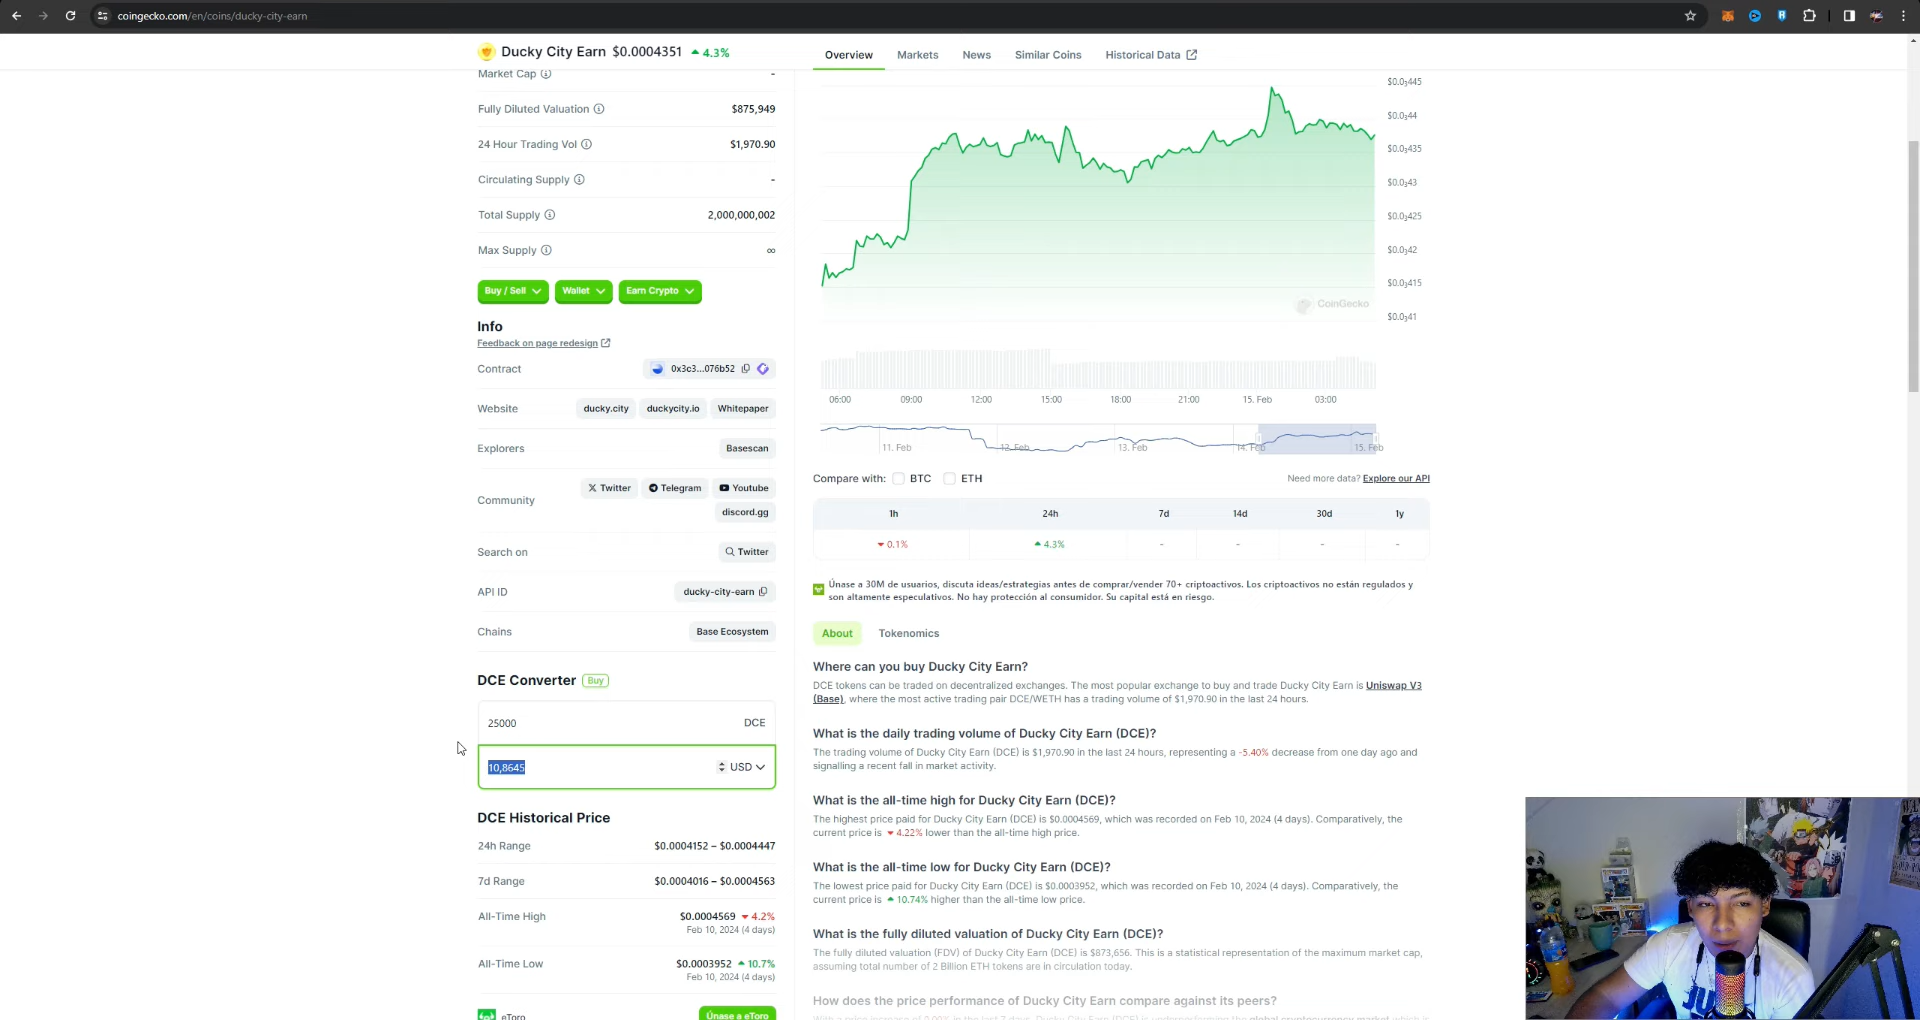 coingecko.com/en/coins/ducky-city-earn
Ducky City Earn $0.0004351 4.3%
Overview Markets News Similar Coins Historical Data
Market Cap -
Fully Diluted Valuation $875,949
24 Hour Trading Vol $1,970.90
Circulating Supply -
Total Supply 2,000,000,002
Max Supply ∞
Buy / Sell Wallet Earn Crypto
Info
Feedback on page redesign
Contract 0x3c3...076b52
Website ducky.city duckycity.io Whitepaper
Explorers Basescan
Community Twitter Telegram Youtube
discord.gg
Search on Twitter
API ID ducky-city-earn
Chains Base Ecosystem
DCE Converter Buy
25000 DCE
10,8645 USD
DCE Historical Price
24h Range $0.0004152 – $0.0004447
7d Range $0.0004016 – $0.0004563
All-Time High $0.0004569 4.2%
Feb 10, 2024 (4 days)
All-Time Low $0.0003952 10.7%
Feb 10, 2024 (4 days)
eToro Únase a eToro
$0.0₃445
$0.0₃44
$0.0₃435
$0.0₃43
$0.0₃425
$0.0₃42
$0.0₃415
$0.0₃41
CoinGecko
06:00 09:00 12:00 15:00 18:00 21:00 15. Feb 03:00
11. Feb 12. Feb 13. Feb 14. Feb 15. Feb
Compare with: BTC ETH Need more data? Explore our API
1h 24h 7d 14d 30d 1y
0.1% 4.3% - - - -
Únase a 30M de usuarios, discuta ideas/estrategias antes de comprar/vender 70+ criptoactivos. Los criptoactivos no están regulados y
son altamente especulativos. No hay protección al consumidor. Su capital está en riesgo.
About Tokenomics
Where can you buy Ducky City Earn?
DCE tokens can be traded on decentralized exchanges. The most popular exchange to buy and trade Ducky City Earn is Uniswap V3
(Base), where the most active trading pair DCE/WETH has a trading volume of $1,970.90 in the last 24 hours.
What is the daily trading volume of Ducky City Earn (DCE)?
The trading volume of Ducky City Earn (DCE) is $1,970.90 in the last 24 hours, representing a -5.40% decrease from one day ago and
signalling a recent fall in market activity.
What is the all-time high for Ducky City Earn (DCE)?
The highest price paid for Ducky City Earn (DCE) is $0.0004569, which was recorded on Feb 10, 2024 (4 days). Comparatively, the
current price is 4.22% lower than the all-time high price.
What is the all-time low for Ducky City Earn (DCE)?
The lowest price paid for Ducky City Earn (DCE) is $0.0003952, which was recorded on Feb 10, 2024 (4 days). Comparatively, the
current price is 10.74% higher than the all-time low price.
What is the fully diluted valuation of Ducky City Earn (DCE)?
The fully diluted valuation (FDV) of Ducky City Earn (DCE) is $873,656. This is a statistical representation of the maximum market cap,
assuming total number of 2 Billion ETH tokens are in circulation today.
How does the price performance of Ducky City Earn compare against its peers?